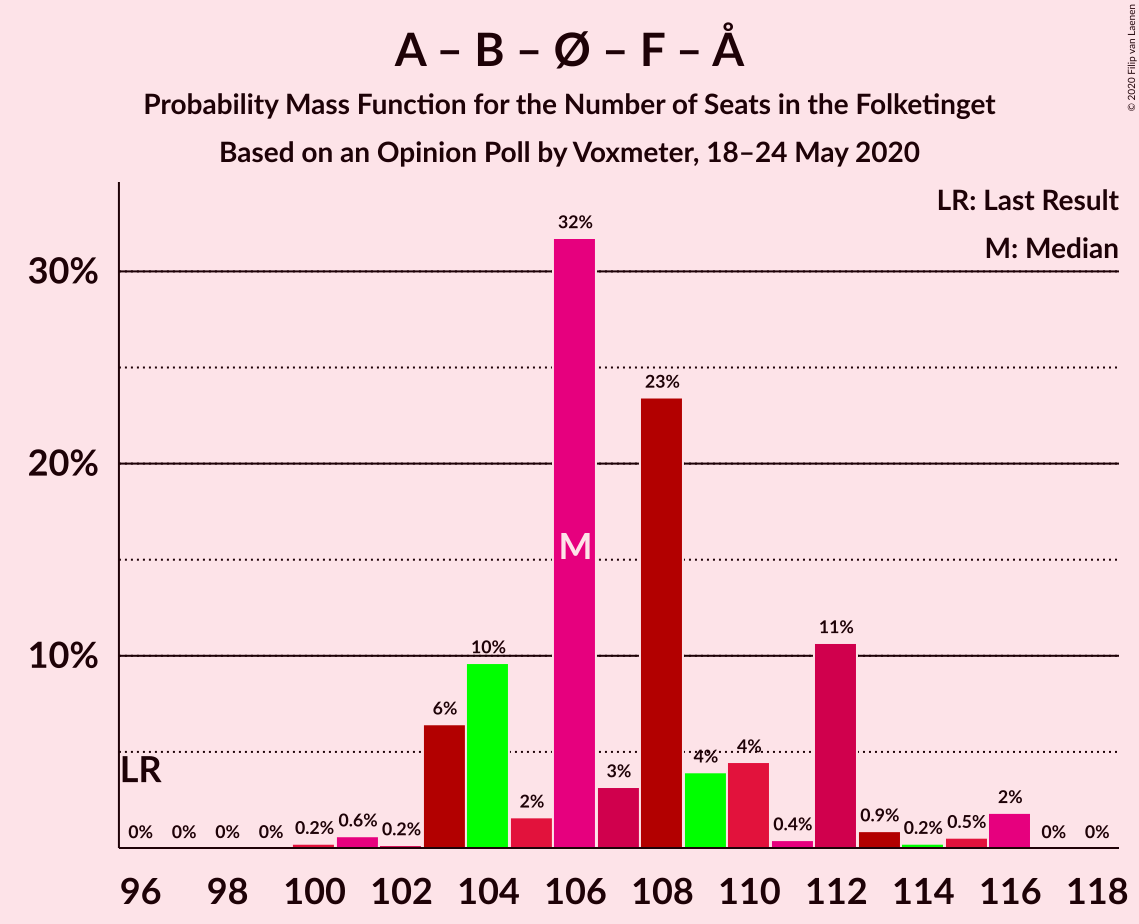 A – B – Ø – F – Å
Probability Mass Function for the Number of Seats in the Folketinget
Based on an Opinion Poll by Voxmeter, 18–24 May 2020
© 2020 Filip van Laenen
LR: Last Result
M: Median
30%
20%
10%
LR
M
0% 0% 0% 0% 0.2% 0.6% 0.2% 6% 10% 2% 32% 3% 23% 4% 4% 0.4% 11% 0.9% 0.2% 0.5% 2% 0% 0%
96 98 100 102 104 106 108 110 112 114 116 118